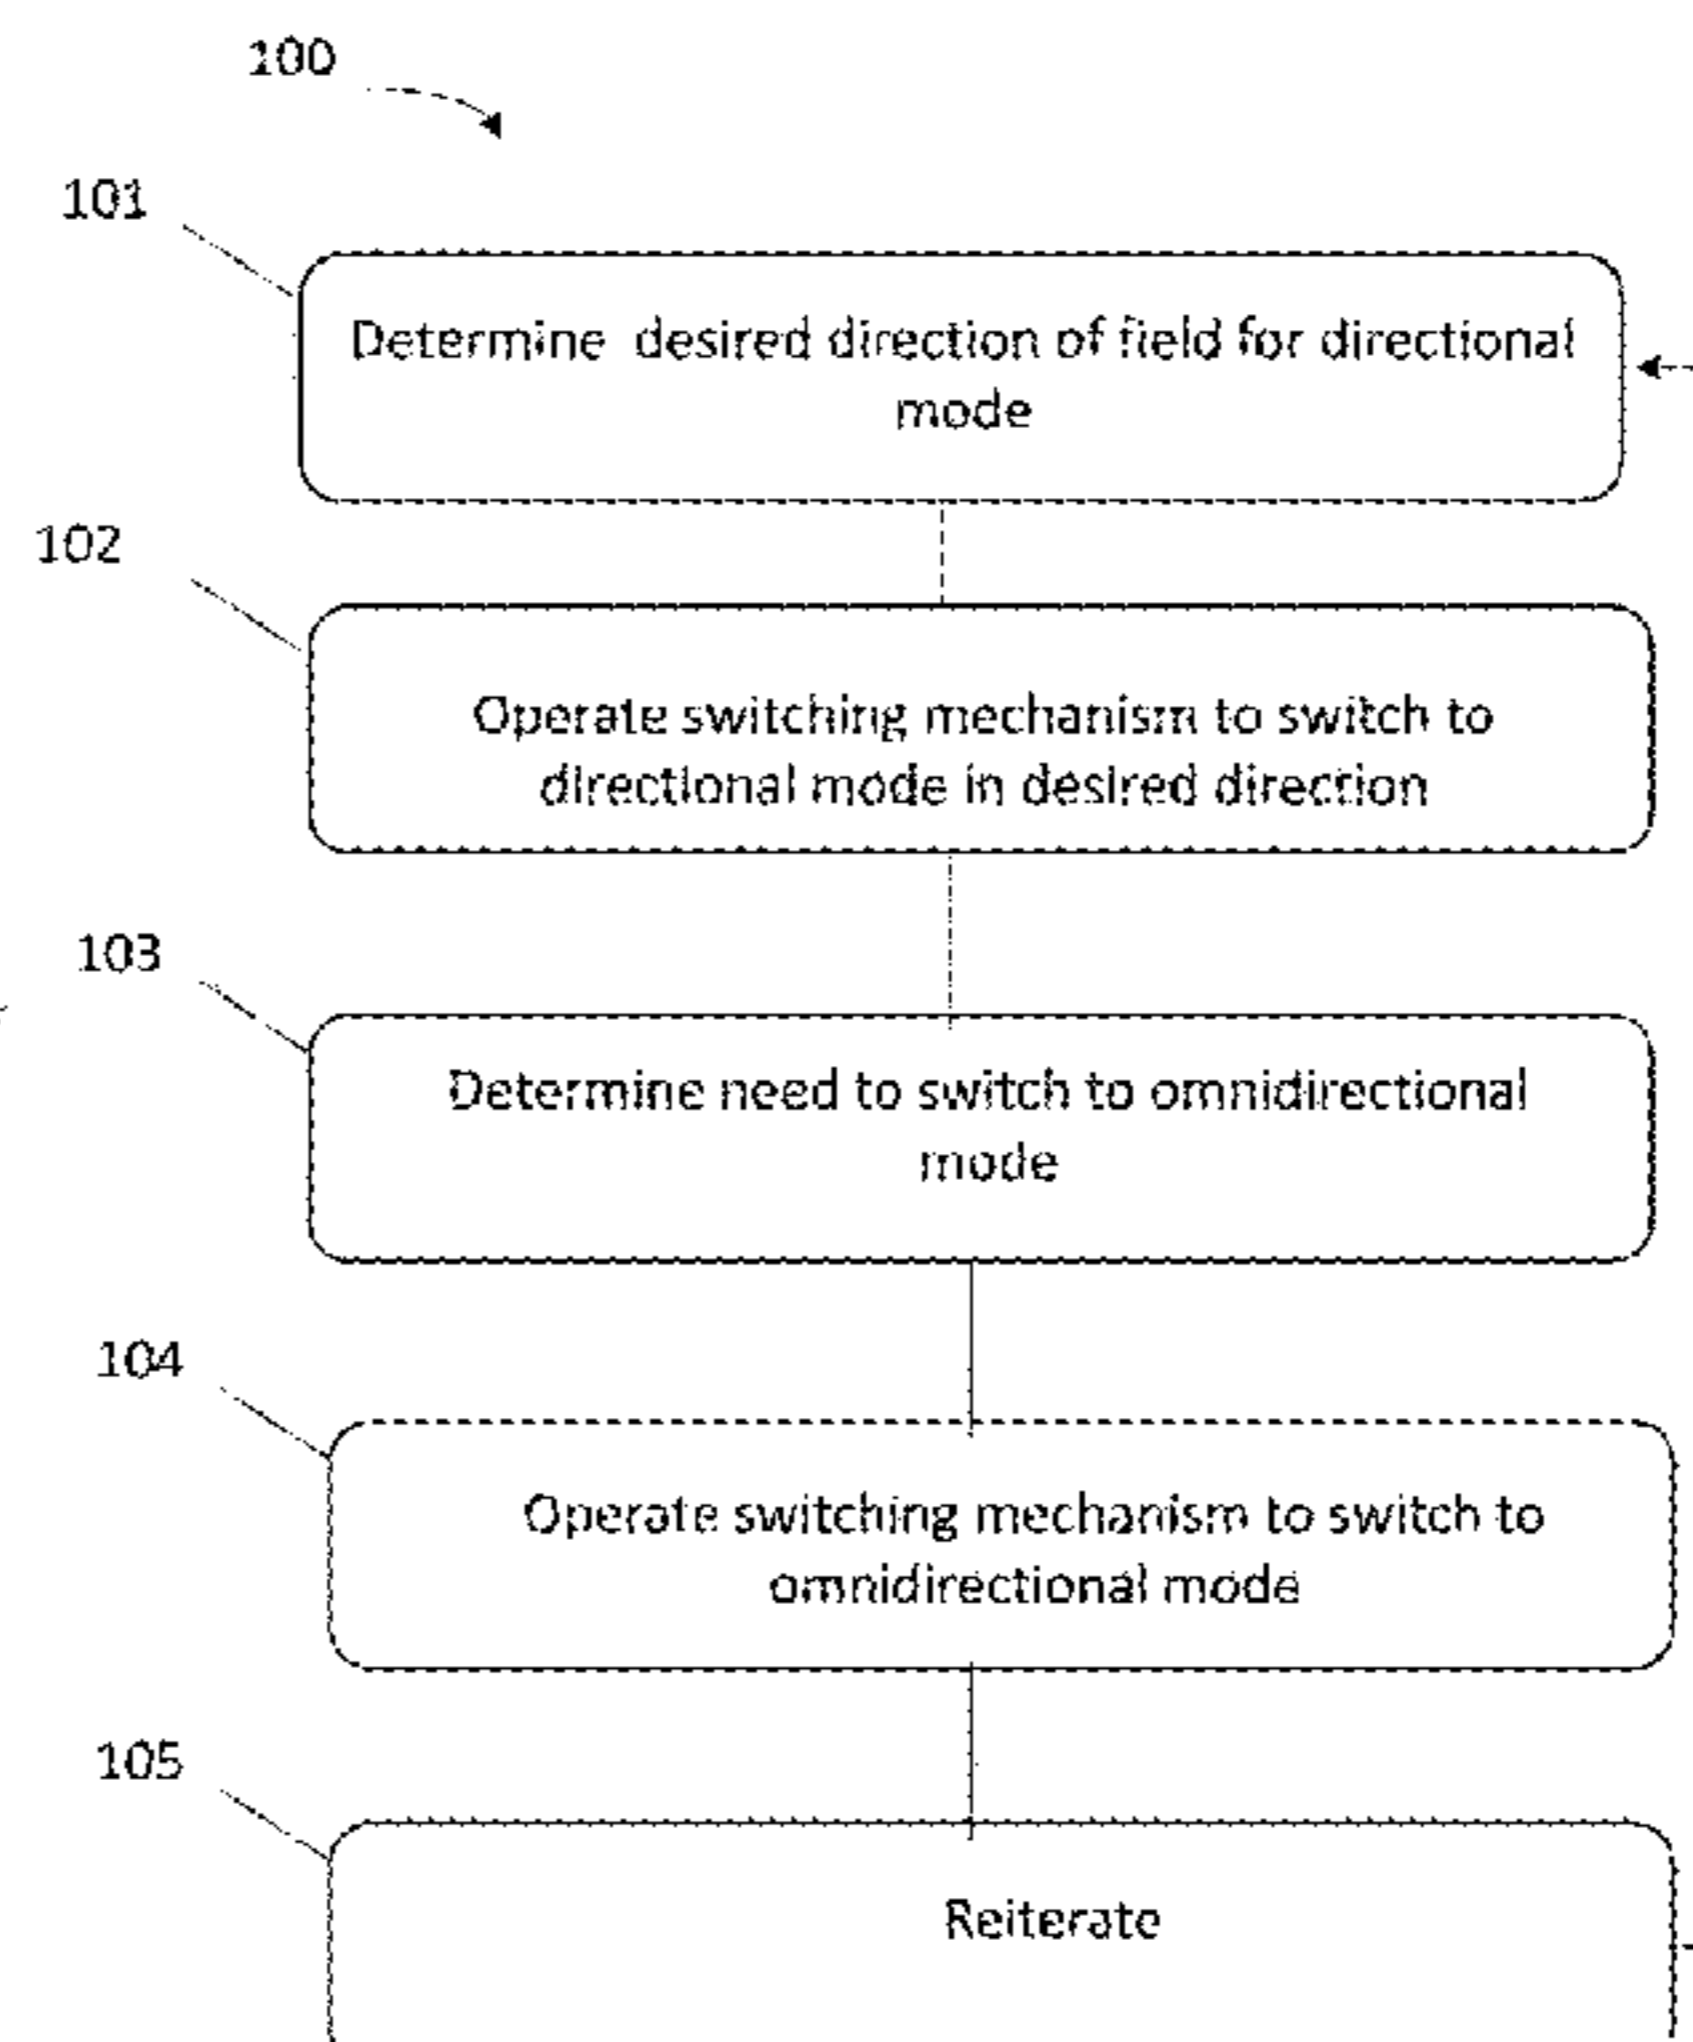 100
101
Determine desired direction of field for directional
mode
102
Operate switching mechanism to switch to
directional mode in desired direction
103
Determine need to switch to omnidirectional
mode
104
Operate switching mechanism to switch to
omnidirectional mode
105
Reiterate